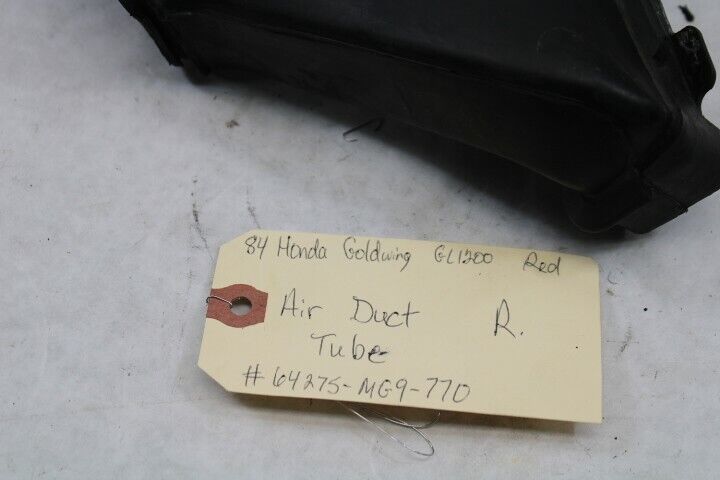 84 Honda Goldwing GL1200 Red
Air Duct R.
Tube
# 64275-MG9-770